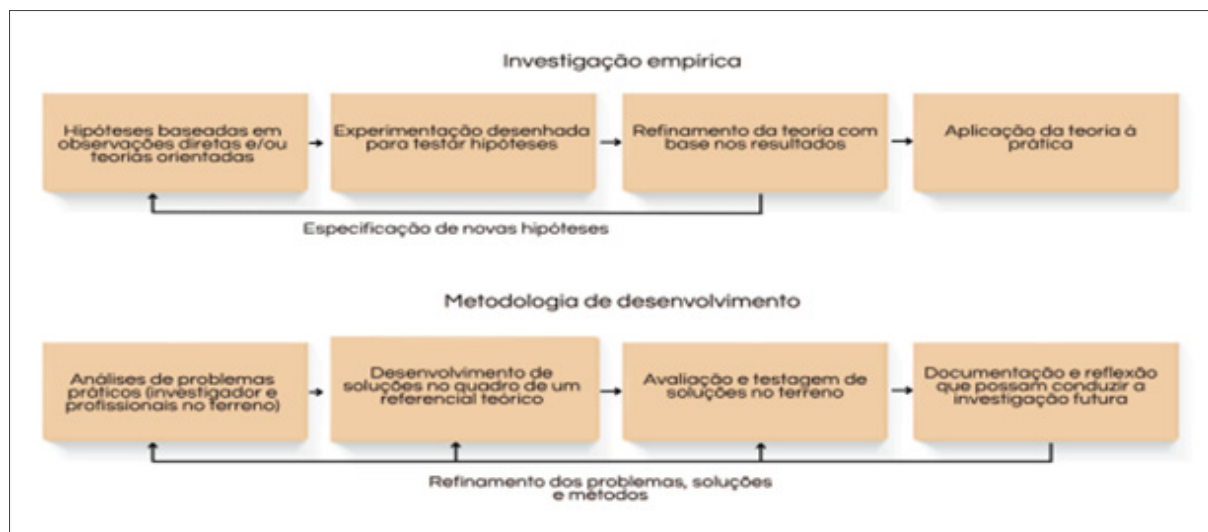 Investigação empírica
Hipóteses baseadas em
observações diretas e/ou
teorias orientadas
Experimentação desenhada
para testar hipóteses
Refinamento da teoria com
base nos resultados
Aplicação da teoria à
prática
Especificação de novas hipóteses
Metodologia de desenvolvimento
Análises de problemas
práticos (investigador e
profissionais no terreno)
Desenvolvimento de
soluções no quadro de um
referencial teórico
Avaliação e testagem de
soluções no terreno
Documentação e reflexão
que possam conduzir a
investigação futura
Refinamento dos problemas, soluções
e métodos